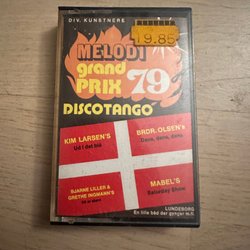 DIV. KUNSTNERE
19.85
MELODI
grand
PRIX 79
DISCOTANGO
KIM LARSEN's
Ud i det blå
BRDR. OLSEN's
Dans, dans, dans
BJARNE LILLER &
GRETHE INGMANN's
MABEL's
Saturday Show
LUNDEBORG
En lille båd der gynger m.fl.